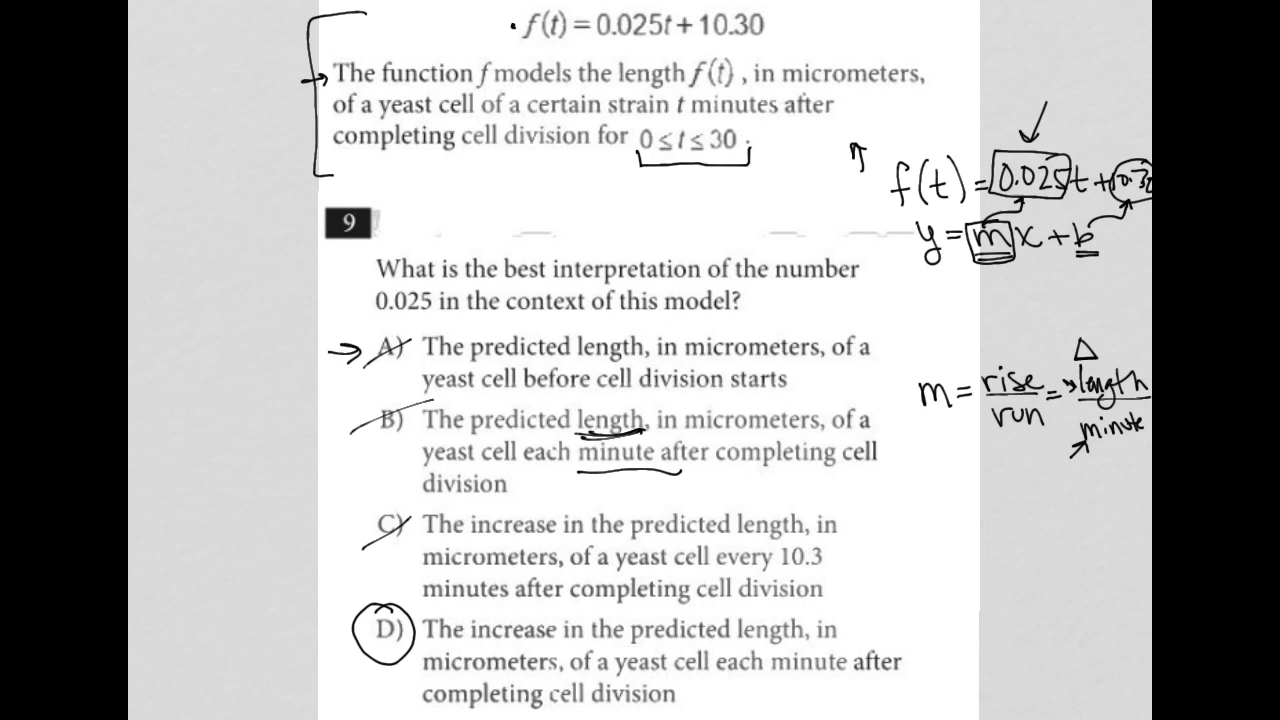 f(t) = 0.025t + 10.30
The function f models the length f(t), in micrometers,
of a yeast cell of a certain strain t minutes after
completing cell division for 0 ≤ t ≤ 30.
9
What is the best interpretation of the number
0.025 in the context of this model?
A) The predicted length, in micrometers, of a
yeast cell before cell division starts
B) The predicted length, in micrometers, of a
yeast cell each minute after completing cell
division
C) The increase in the predicted length, in
micrometers, of a yeast cell every 10.3
minutes after completing cell division
D) The increase in the predicted length, in
micrometers, of a yeast cell each minute after
completing cell division
f(t) = 0.025t +
y = mx + b
Δ
m = rise/run = length/minute